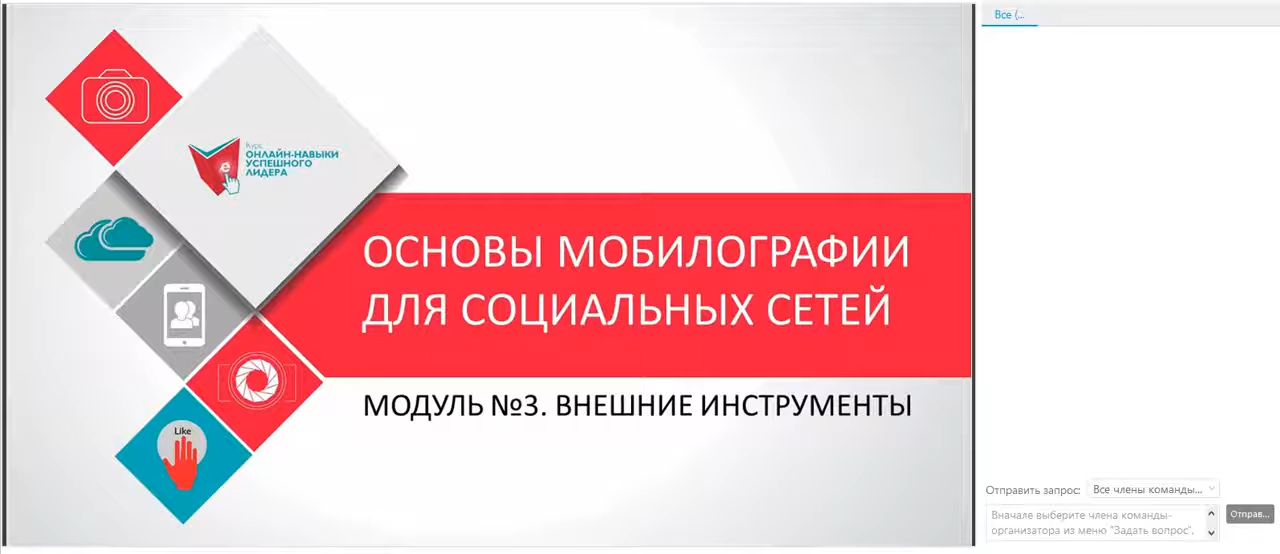 Все (...
Курс
ОНЛАЙН-НАВЫКИ
УСПЕШНОГО
ЛИДЕРА
ОСНОВЫ МОБИЛОГРАФИИ
ДЛЯ СОЦИАЛЬНЫХ СЕТЕЙ
МОДУЛЬ №3. ВНЕШНИЕ ИНСТРУМЕНТЫ
Like
Отправить запрос:
Все члены команды...
Вначале выберите члена команды-
организатора из меню "Задать вопрос",
Отправ...